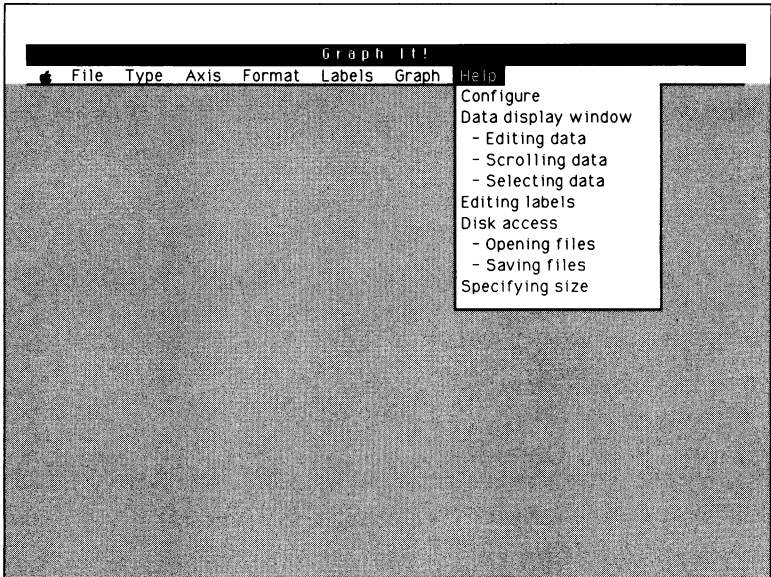 Graph It!
File Type Axis Format Labels Graph Help
Configure
Data display window
- Editing data
- Scrolling data
- Selecting data
Editing labels
Disk access
- Opening files
- Saving files
Specifying size